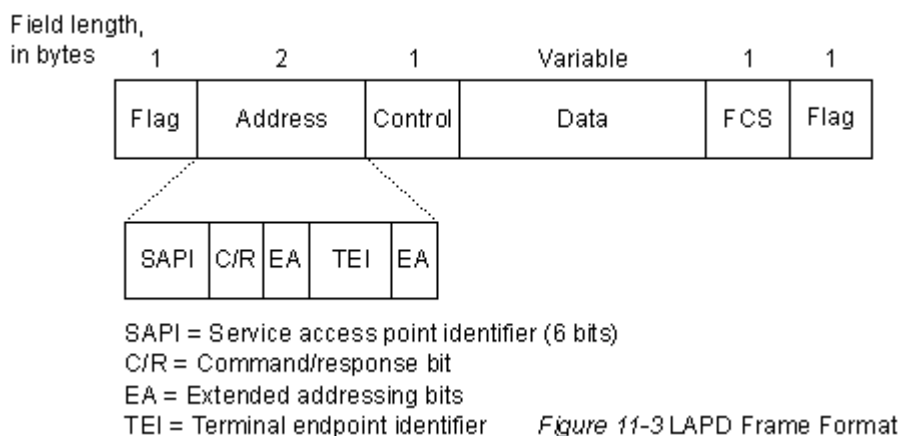 Field length,
in bytes 1 2 1 Variable 1 1
Flag Address Control Data FCS Flag
SAPI C/R EA TEI EA
SAPI = Service access point identifier (6 bits)
C/R = Command/response bit
EA = Extended addressing bits
TEI = Terminal endpoint identifier Figure 11-3 LAPD Frame Format